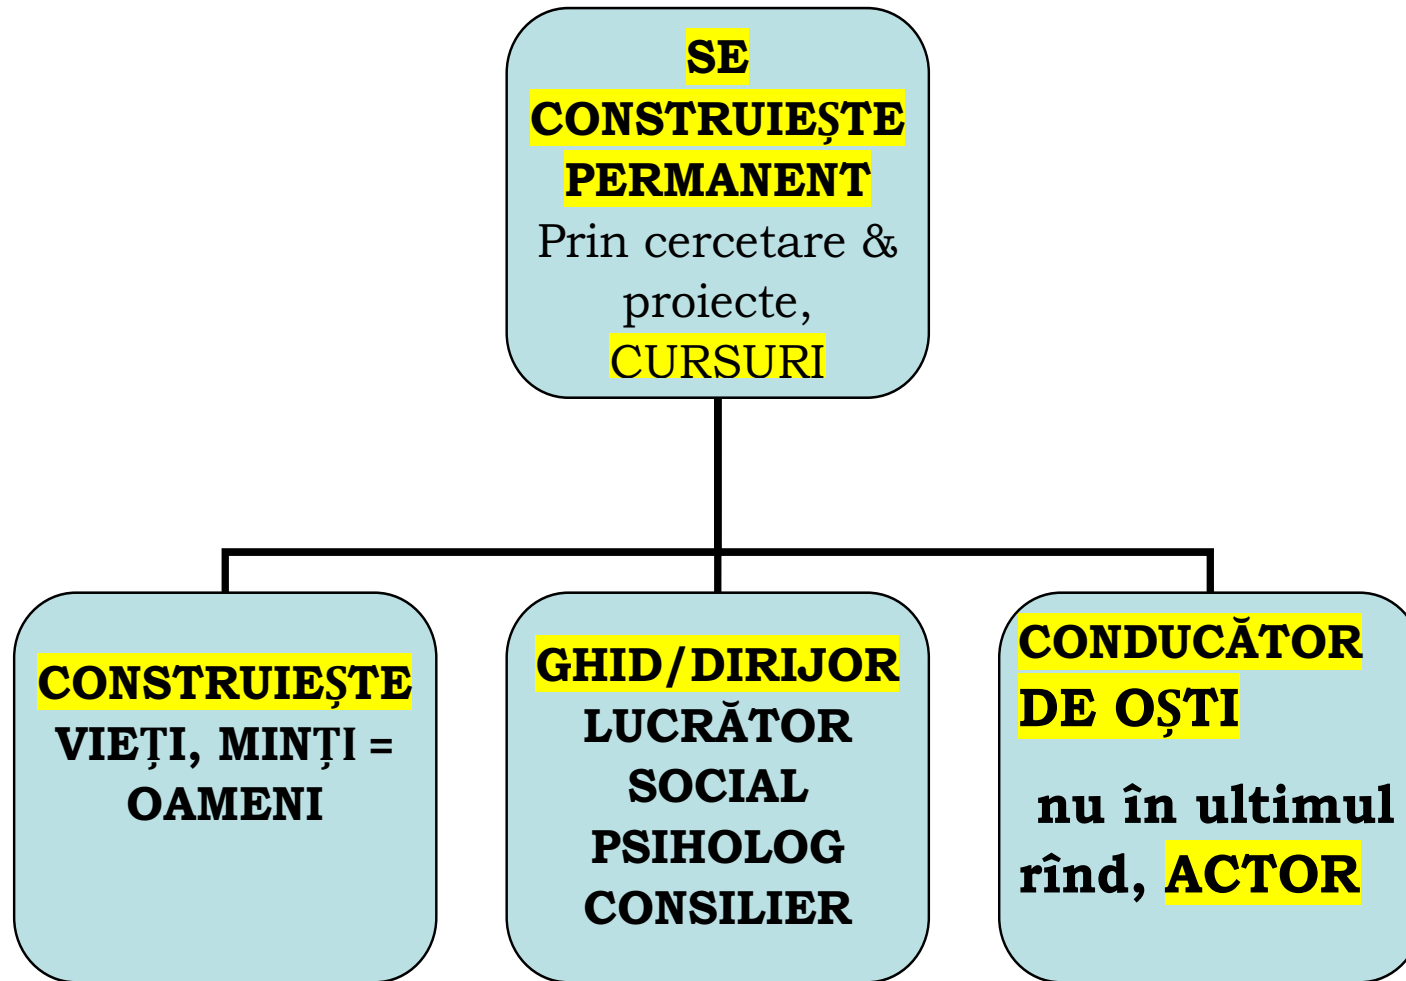 SE
CONSTRUIEȘTE
PERMANENT
Prin cercetare &
proiecte,
CURSURI
CONSTRUIEȘTE
VIEȚI, MINȚI =
OAMENI
GHID/DIRIJOR
LUCRĂTOR
SOCIAL
PSIHOLOG
CONSILIER
CONDUCĂTOR
DE OȘTI
nu în ultimul
rînd, ACTOR